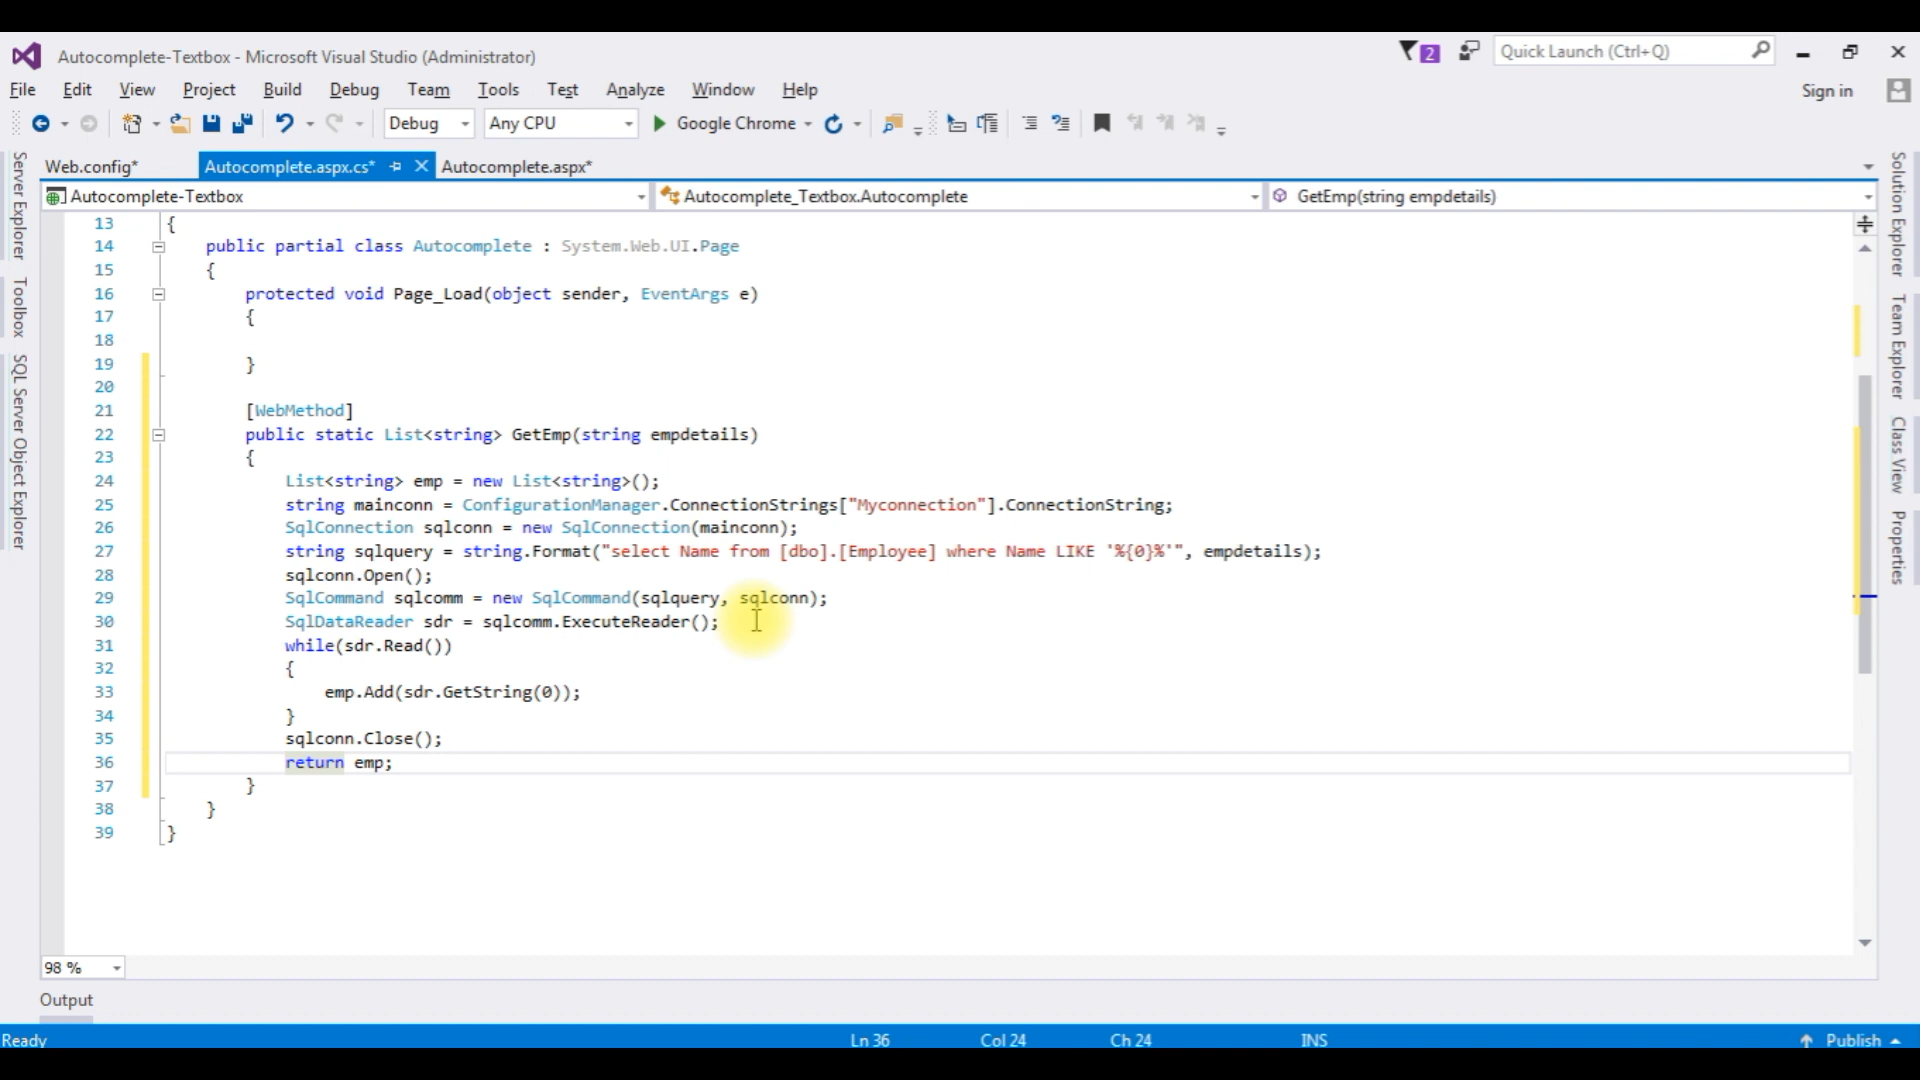 Autocomplete-Textbox - Microsoft Visual Studio (Administrator)
2
Quick Launch (Ctrl+Q)
File Edit View Project Build Debug Team Tools Test Analyze Window Help
Sign in
Debug Any CPU Google Chrome
Web.config* Autocomplete.aspx.cs* Autocomplete.aspx*
Autocomplete-Textbox Autocomplete_Textbox.Autocomplete GetEmp(string empdetails)
Server Explorer
Toolbox
SQL Server Object Explorer
13 {
14 public partial class Autocomplete : System.Web.UI.Page
15 {
16 protected void Page_Load(object sender, EventArgs e)
17 {
18
19 }
20
21 [WebMethod]
22 public static List<string> GetEmp(string empdetails)
23 {
24 List<string> emp = new List<string>();
25 string mainconn = ConfigurationManager.ConnectionStrings["Myconnection"].ConnectionString;
26 SqlConnection sqlconn = new SqlConnection(mainconn);
27 string sqlquery = string.Format("select Name from [dbo].[Employee] where Name LIKE '%{0}%'", empdetails);
28 sqlconn.Open();
29 SqlCommand sqlcomm = new SqlCommand(sqlquery, sqlconn);
30 SqlDataReader sdr = sqlcomm.ExecuteReader();
31 while(sdr.Read())
32 {
33 emp.Add(sdr.GetString(0));
34 }
35 sqlconn.Close();
36 return emp;
37 }
38 }
39 }
Solution Explorer
Team Explorer
Class View
Properties
98 %
Output
Ready Ln 36 Col 24 Ch 24 INS Publish